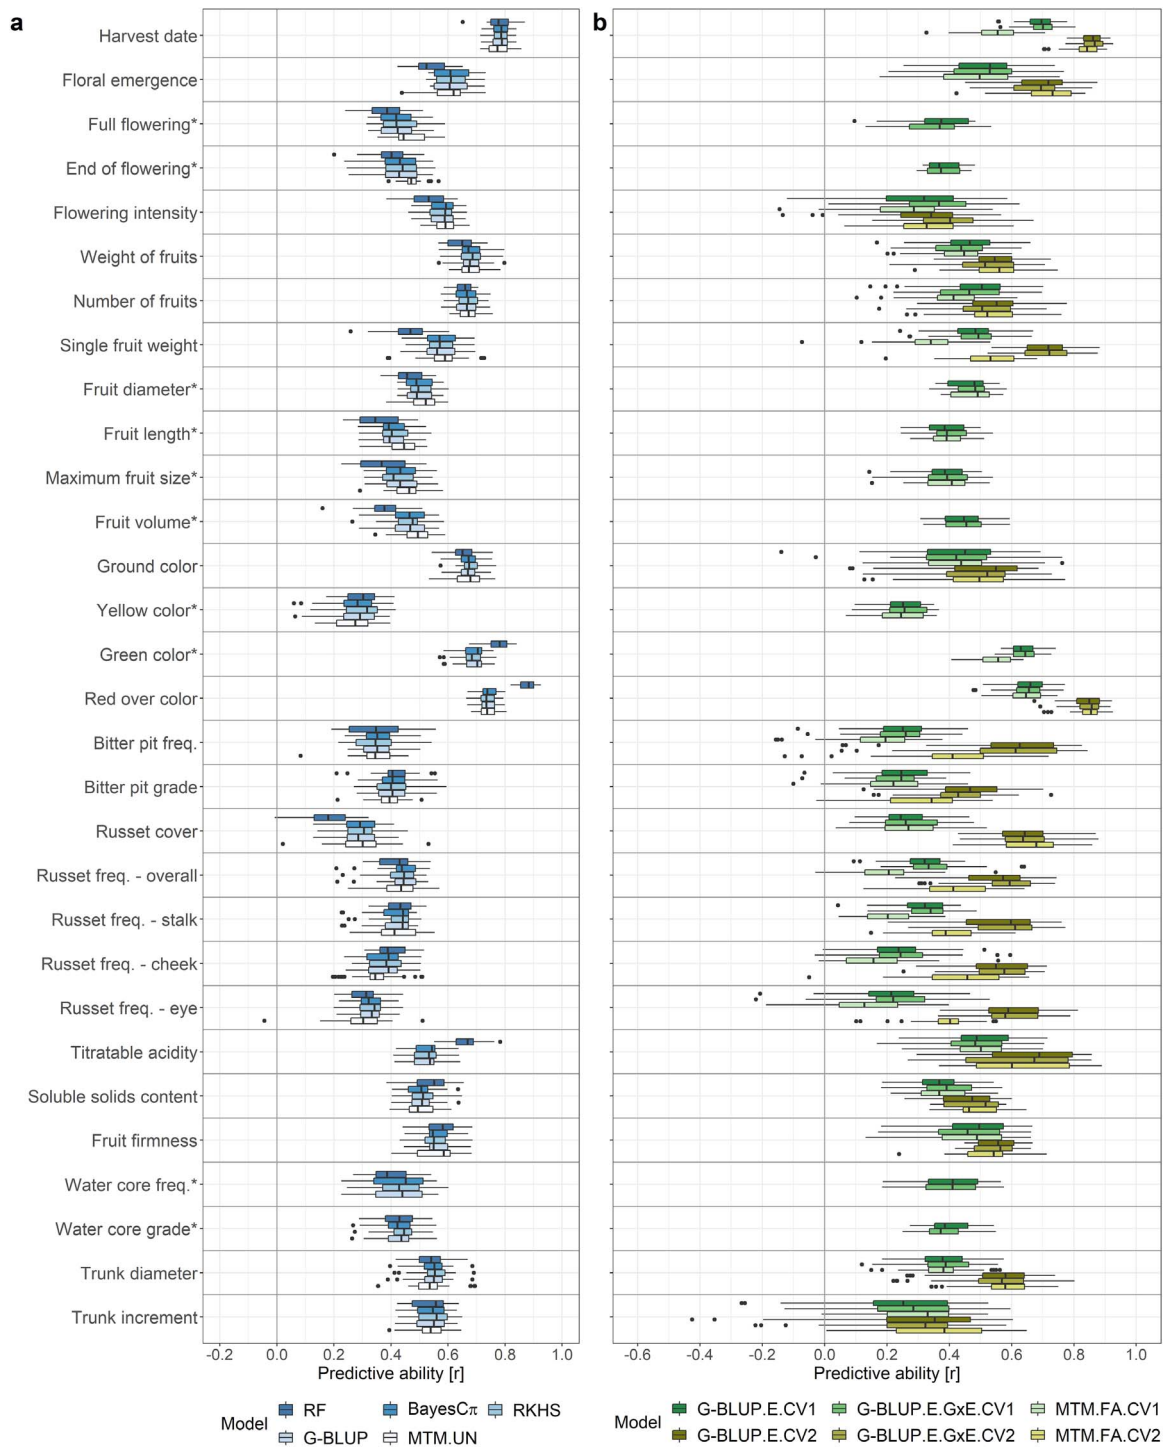 a
b
Harvest date
Floral emergence
Full flowering*
End of flowering*
Flowering intensity
Weight of fruits
Number of fruits
Single fruit weight
Fruit diameter*
Fruit length*
Maximum fruit size*
Fruit volume*
Ground color
Yellow color*
Green color*
Red over color
Bitter pit freq.
Bitter pit grade
Russet cover
Russet freq. - overall
Russet freq. - stalk
Russet freq. - cheek
Russet freq. - eye
Titratable acidity
Soluble solids content
Fruit firmness
Water core freq.*
Water core grade*
Trunk diameter
Trunk increment
-0.2 0.0 0.2 0.4 0.6 0.8 1.0
Predictive ability [r]
-0.6 -0.4 -0.2 0.0 0.2 0.4 0.6 0.8 1.0
Predictive ability [r]
Model
RF BayesCπ RKHS
G-BLUP MTM.UN
Model
G-BLUP.E.CV1 G-BLUP.E.GxE.CV1 MTM.FA.CV1
G-BLUP.E.CV2 G-BLUP.E.GxE.CV2 MTM.FA.CV2